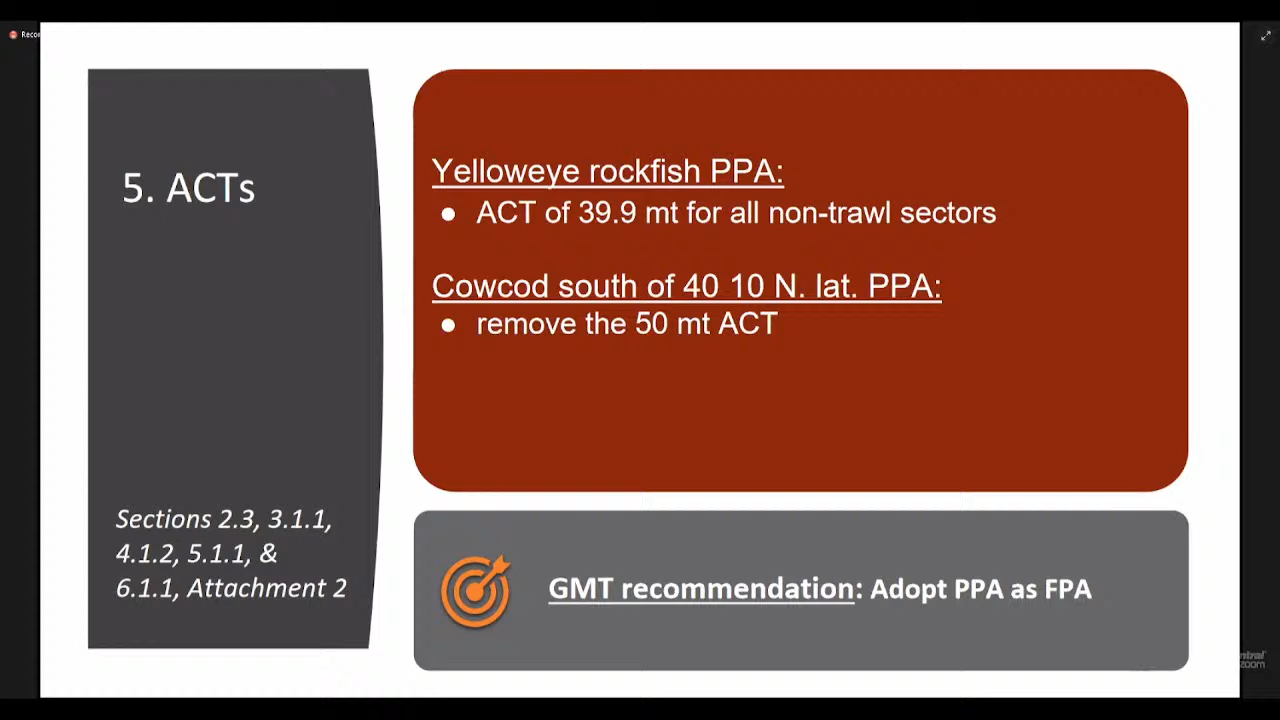 5. ACTs
Sections 2.3, 3.1.1,
4.1.2, 5.1.1, &
6.1.1, Attachment 2
Yelloweye rockfish PPA:
● ACT of 39.9 mt for all non-trawl sectors
Cowcod south of 40 10 N. lat. PPA:
● remove the 50 mt ACT
GMT recommendation: Adopt PPA as FPA
zoom